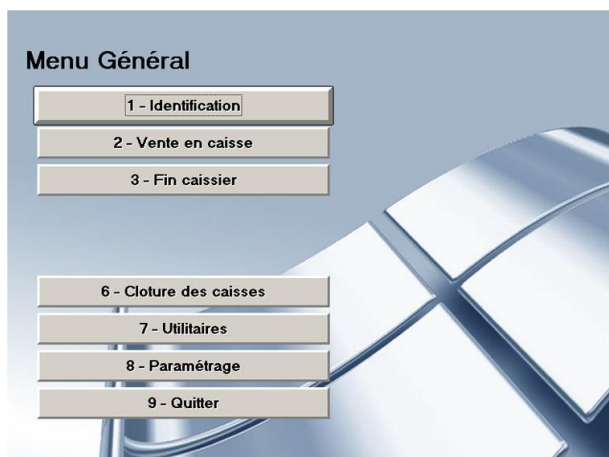 Menu Général
1 - Identification
2 - Vente en caisse
3 - Fin caissier
6 - Cloture des caisses
7 - Utilitaires
8 - Paramétrage
9 - Quitter